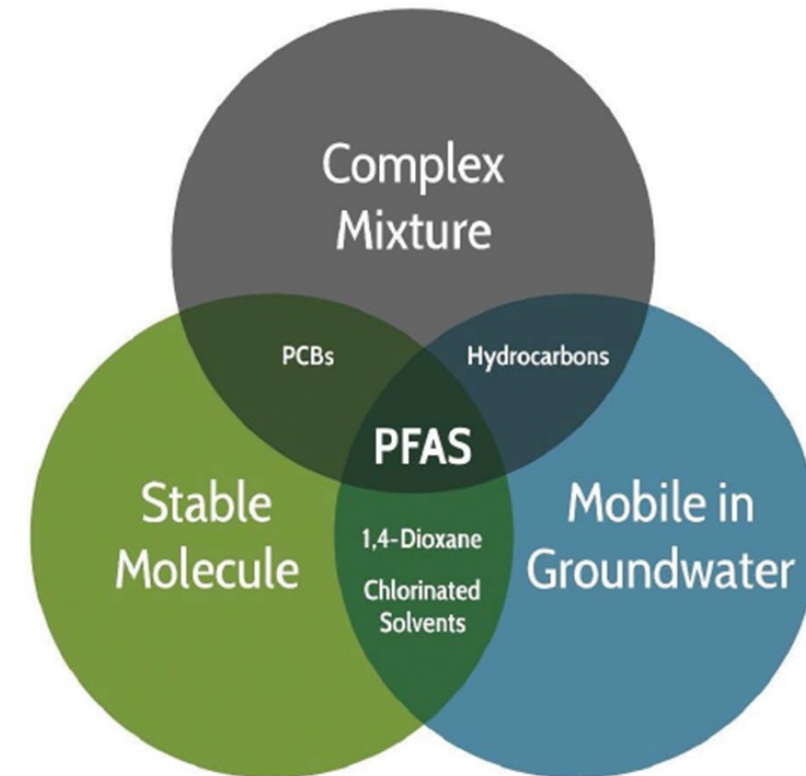 Complex
Mixture
PCBs
Hydrocarbons
PFAS
Stable
Molecule
Mobile in
Groundwater
1,4-Dioxane
Chlorinated
Solvents